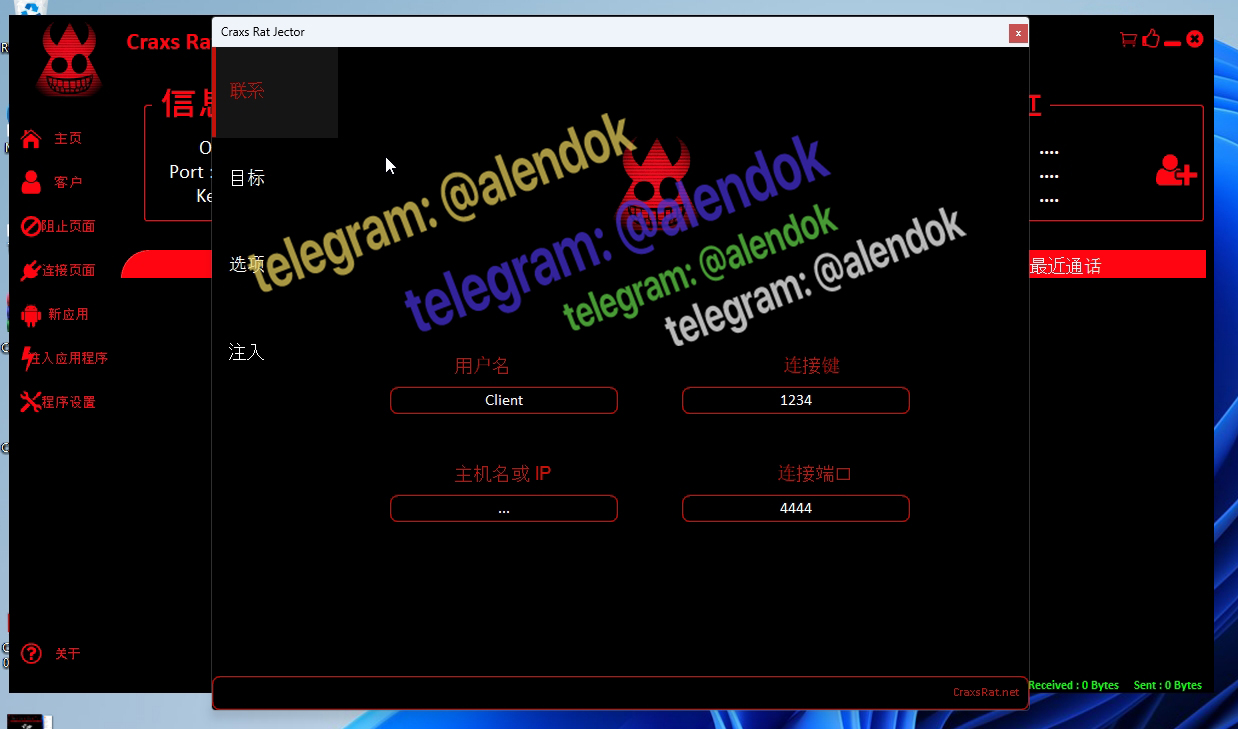 Craxs Rat Jector
x
Craxs Ra
联系
信息
主页
Port :
Ke
....
....
....
目标
客户
阻止页面
telegram: @alendok
telegram: @alendok
telegram: @alendok
telegram: @alendok
选项
连接页面
最近通话
新应用
注入
注入应用程序
用户名
连接键
Client
1234
程序设置
主机名或 IP
连接端口
...
4444
关于
Received : 0 Bytes Sent : 0 Bytes
CraxsRat.net